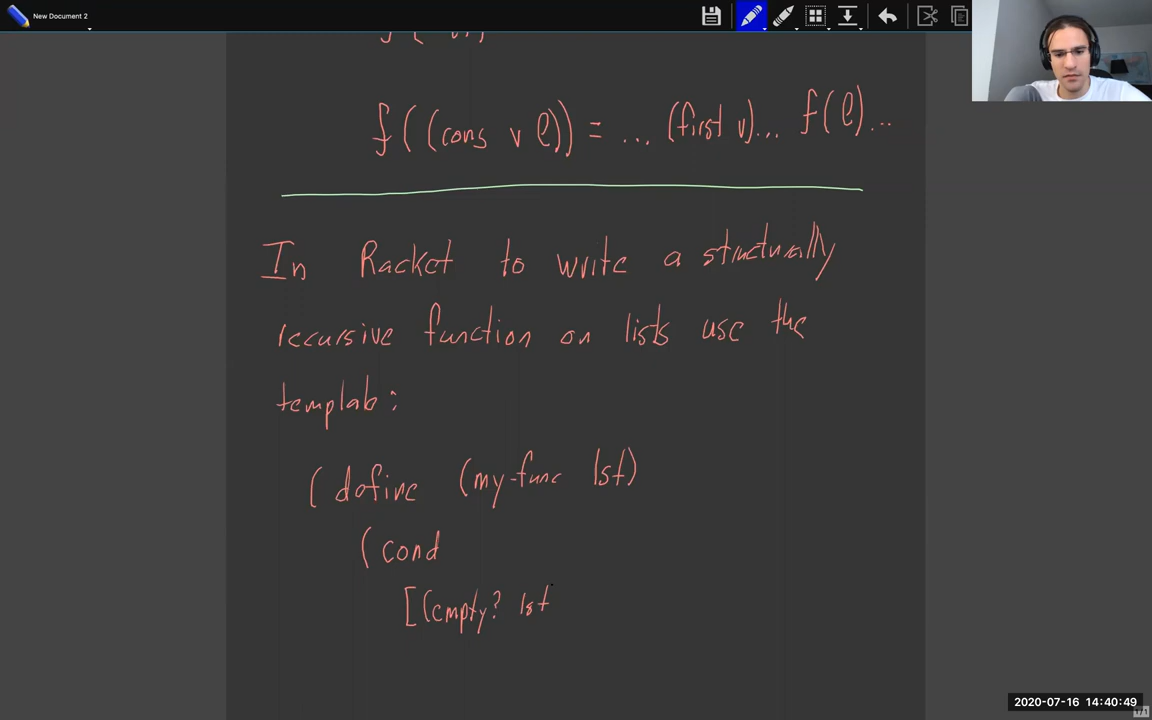 New Document 2
f((cons v l)) = ... (first v)... f(l)...
In Racket to write a structurally
recursive function on lists use the
templab:
(define (my-func lst)
(cond
[(empty? lst
2020-07-16 14:40:49